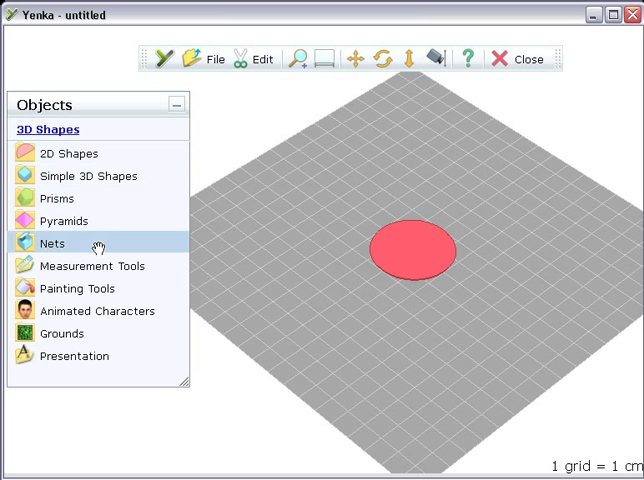 Yenka - untitled
File Edit ? Close
Objects
3D Shapes
2D Shapes
Simple 3D Shapes
Prisms
Pyramids
Nets
Measurement Tools
Painting Tools
Animated Characters
Grounds
A Presentation
1 grid = 1 cm